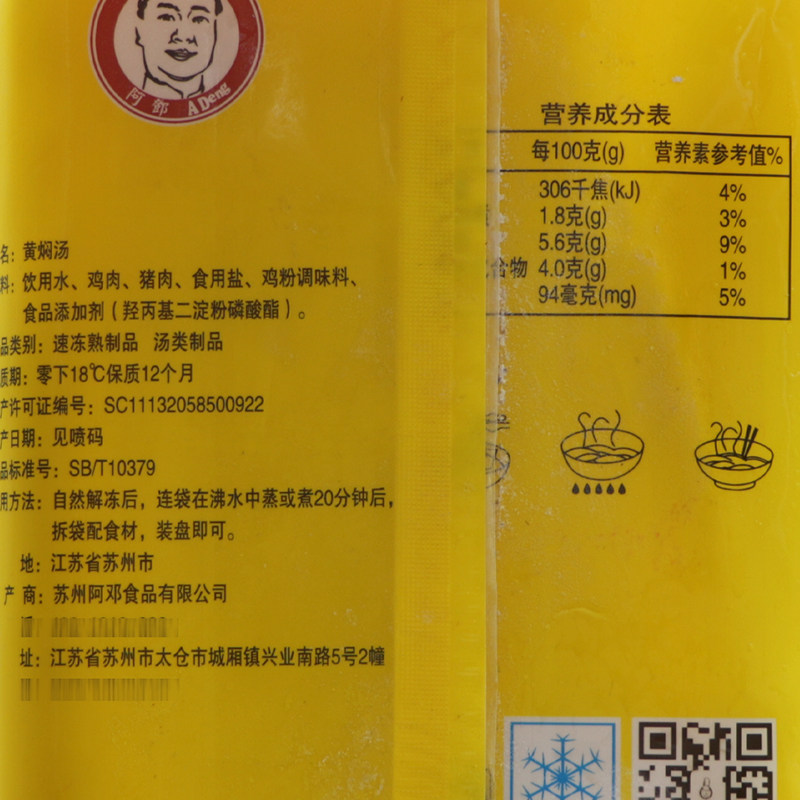 阿鄧 A Deng
名：黄焖汤
料：饮用水、鸡肉、猪肉、食用盐、鸡粉调味料、
食品添加剂（羟丙基二淀粉磷酸酯）。
品类别：速冻熟制品 汤类制品
质期：零下18℃保质12个月
产许可证编号：SC11132058500922
产日期：见喷码
品标准号：SB/T10379
用方法：自然解冻后，连袋在沸水中蒸或煮20分钟后，
拆袋配食材，装盘即可。
地：江苏省苏州市
产 商：苏州阿邓食品有限公司
址：江苏省苏州市太仓市城厢镇兴业南路5号2幢
营养成分表
每100克(g) 营养素参考值%
306千焦(kJ) 4%
1.8克(g) 3%
5.6克(g) 9%
合物 4.0克(g) 1%
94毫克(mg) 5%